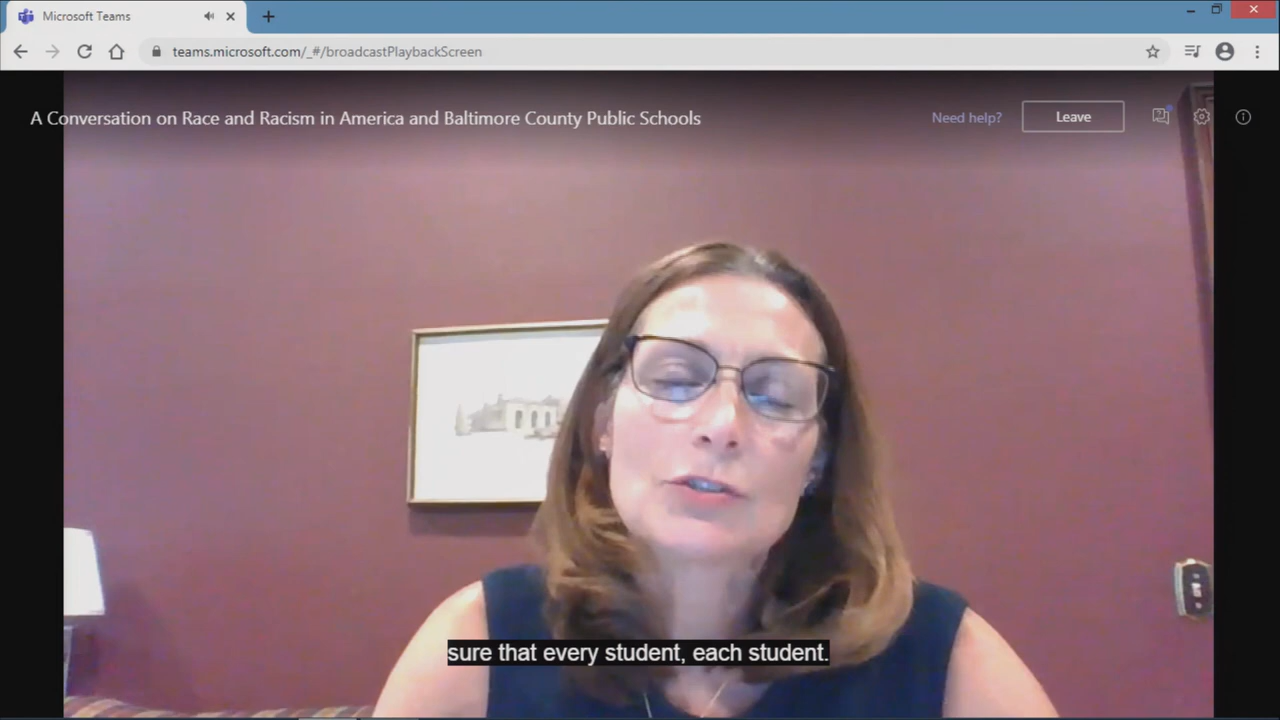 Microsoft Teams
teams.microsoft.com/_#/broadcastPlaybackScreen
A Conversation on Race and Racism in America and Baltimore County Public Schools
Need help?
Leave
sure that every student, each student.